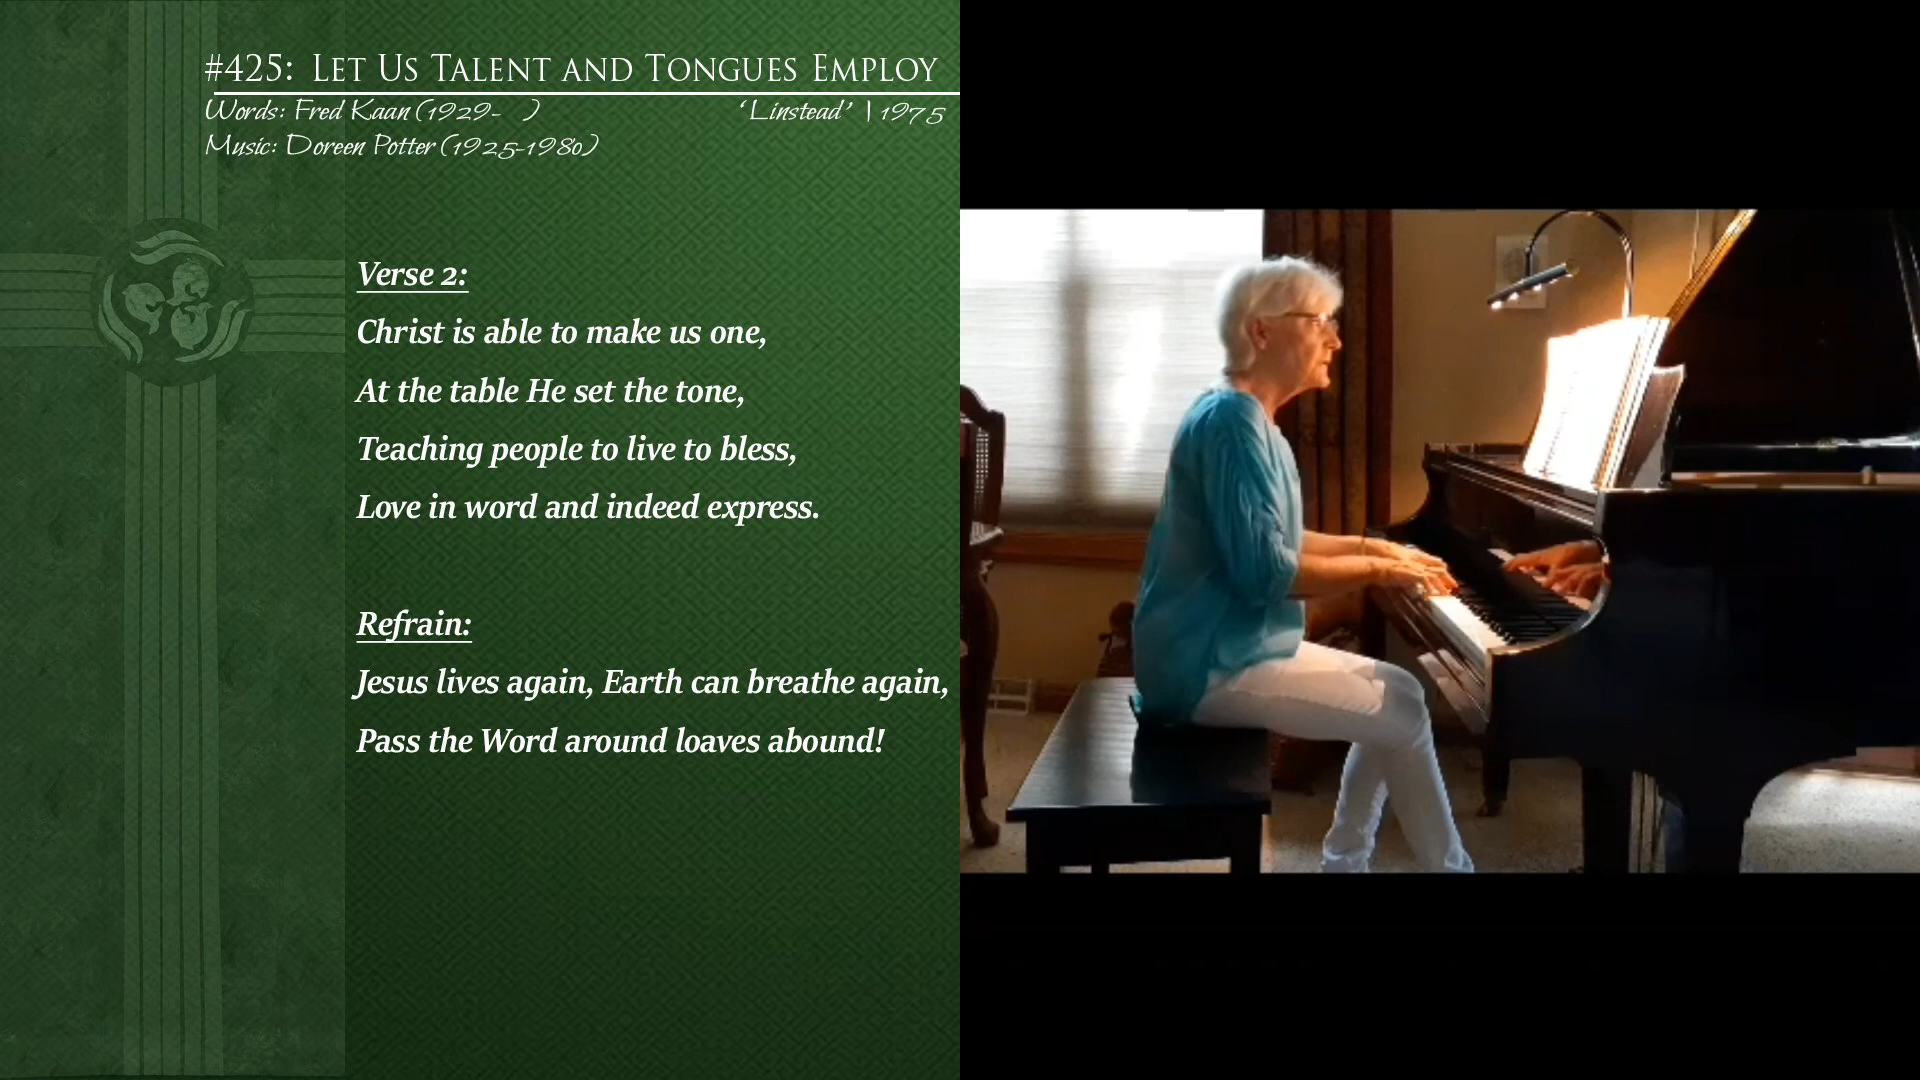 #425: Let Us Talent and Tongues Employ
Words: Fred Kaan (1929- ) 'Linstead' | 1975
Music: Doreen Potter (1925-1980)
Verse 2:
Christ is able to make us one,
At the table He set the tone,
Teaching people to live to bless,
Love in word and indeed express.
Refrain:
Jesus lives again, Earth can breathe again,
Pass the Word around loaves abound!